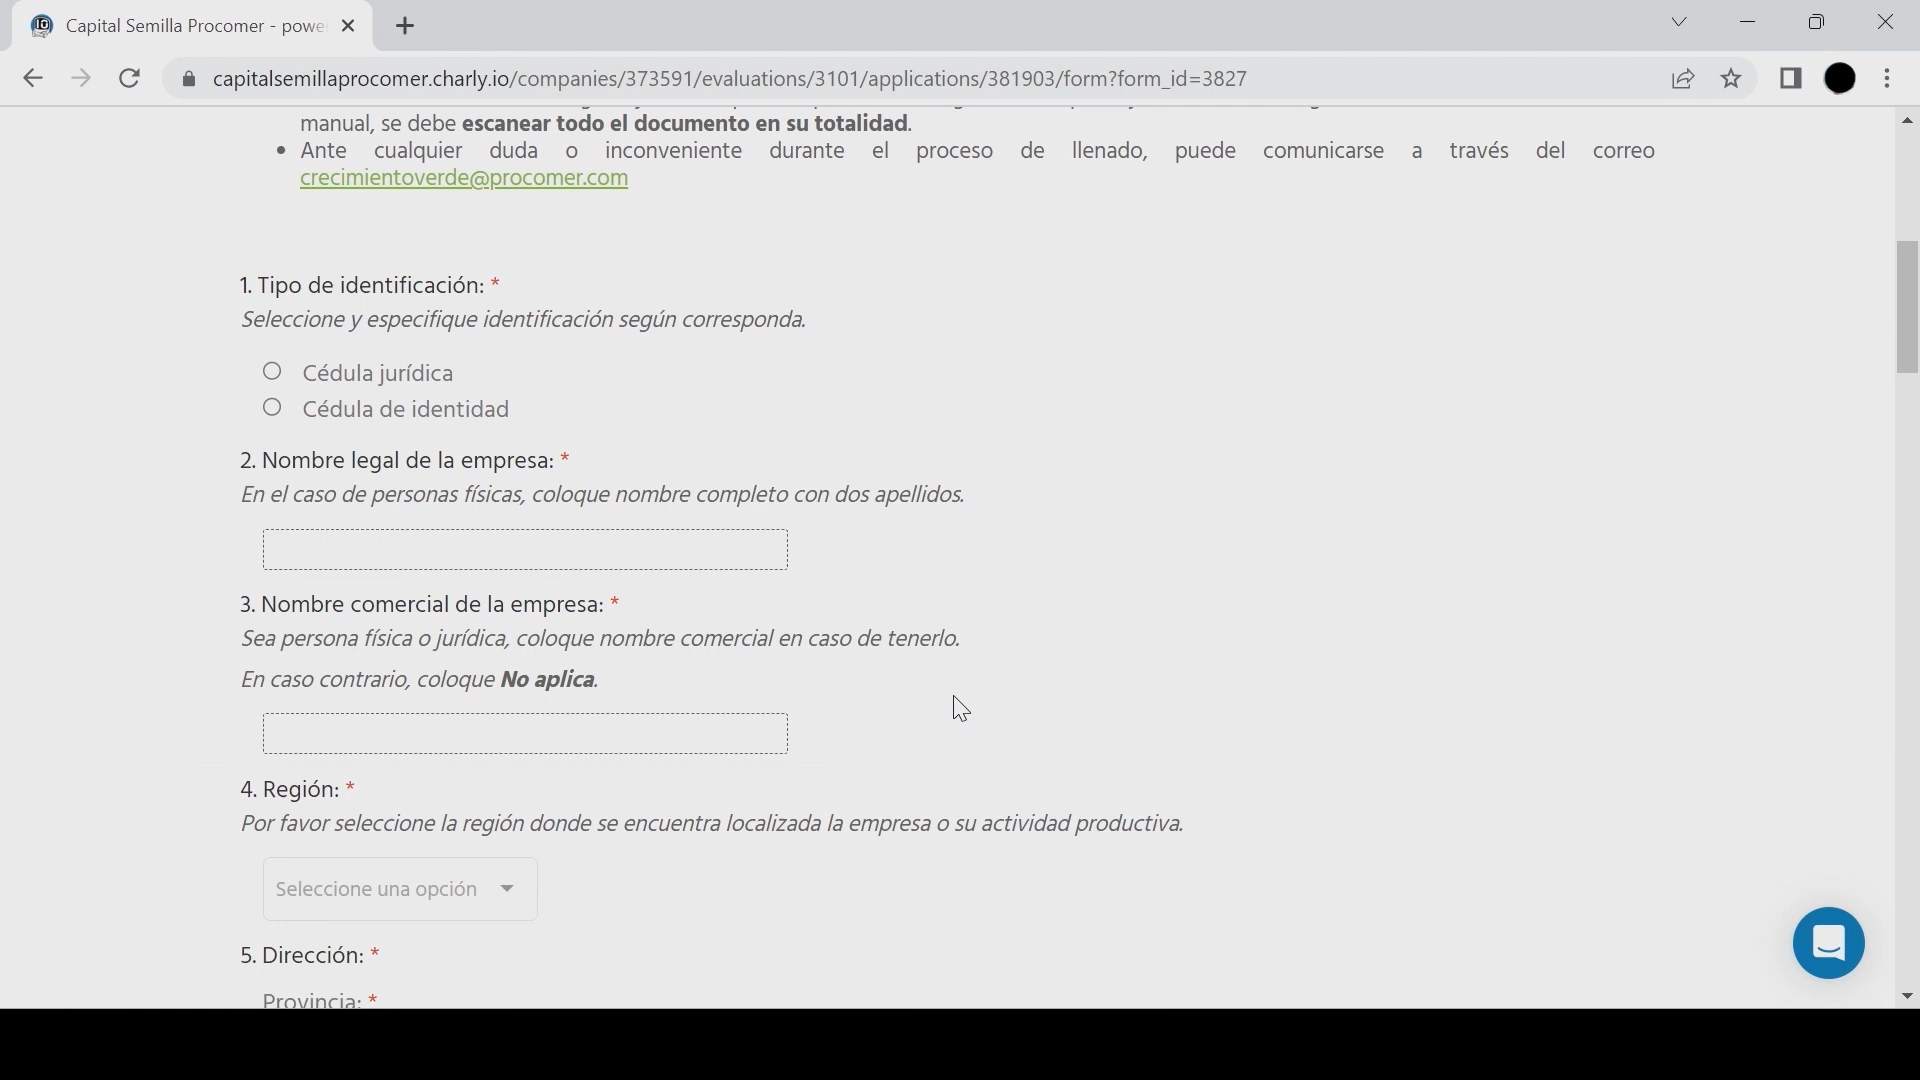 Capital Semilla Procomer - powe
capitalsemillaprocomer.charly.io/companies/373591/evaluations/3101/applications/381903/form?form_id=3827
manual, se debe escanear todo el documento en su totalidad.
• Ante cualquier duda o inconveniente durante el proceso de llenado, puede comunicarse a través del correo
crecimientoverde@procomer.com
1. Tipo de identificación: *
Seleccione y especifique identificación según corresponda.
Cédula jurídica
Cédula de identidad
2. Nombre legal de la empresa: *
En el caso de personas físicas, coloque nombre completo con dos apellidos.
3. Nombre comercial de la empresa: *
Sea persona física o jurídica, coloque nombre comercial en caso de tenerlo.
En caso contrario, coloque No aplica.
4. Región: *
Por favor seleccione la región donde se encuentra localizada la empresa o su actividad productiva.
Seleccione una opción
5. Dirección: *
Provincia: *